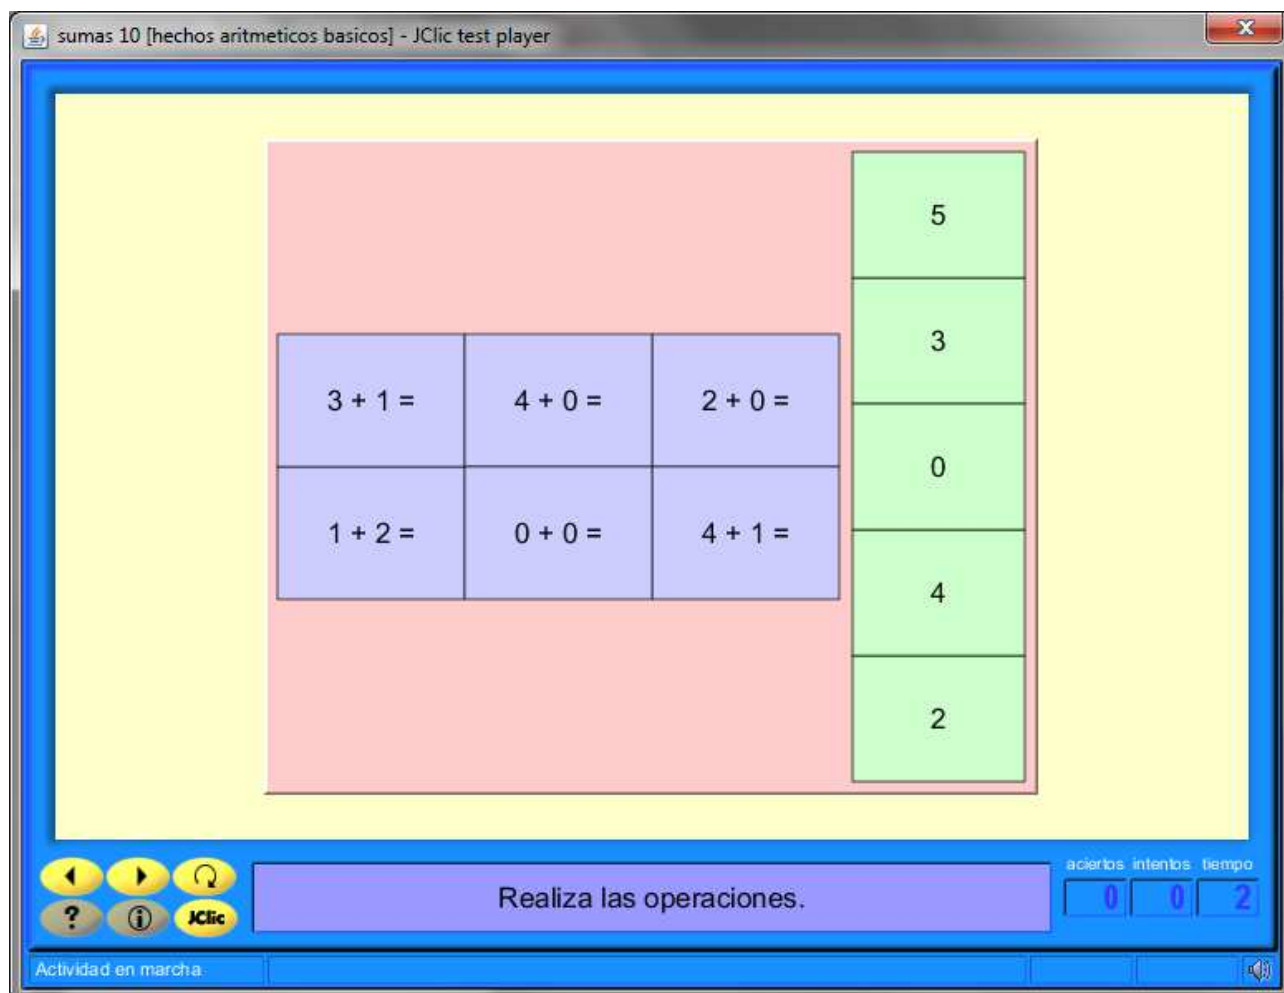 sumas 10 [hechos aritmeticos basicos] - JClic test player
5
3
3 + 1 = 4 + 0 = 2 + 0 =
0
1 + 2 = 0 + 0 = 4 + 1 =
4
2
aciertos intentos tiempo
Realiza las operaciones.
0 0 2
? i JClic
Actividad en marcha